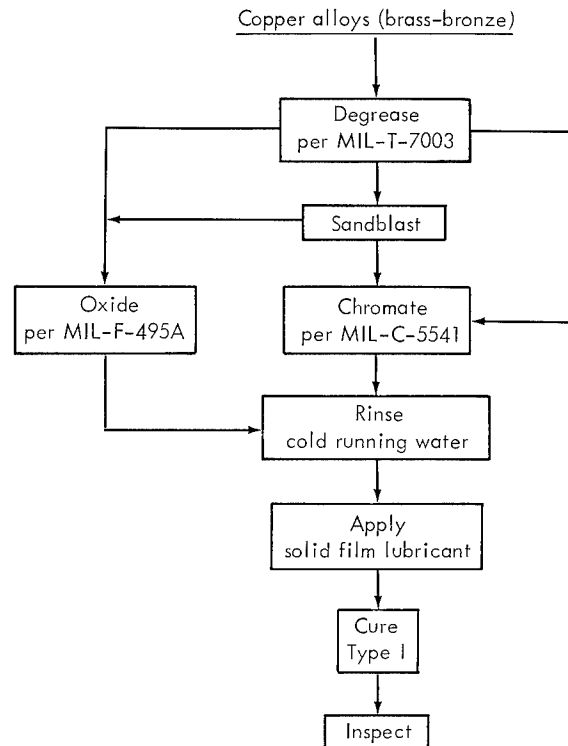 Copper alloys (brass-bronze)
Degrease
per MIL-T-7003
Sandblast
Oxide
per MIL-F-495A
Chromate
per MIL-C-5541
Rinse
cold running water
Apply
solid film lubricant
Cure
Type I
Inspect